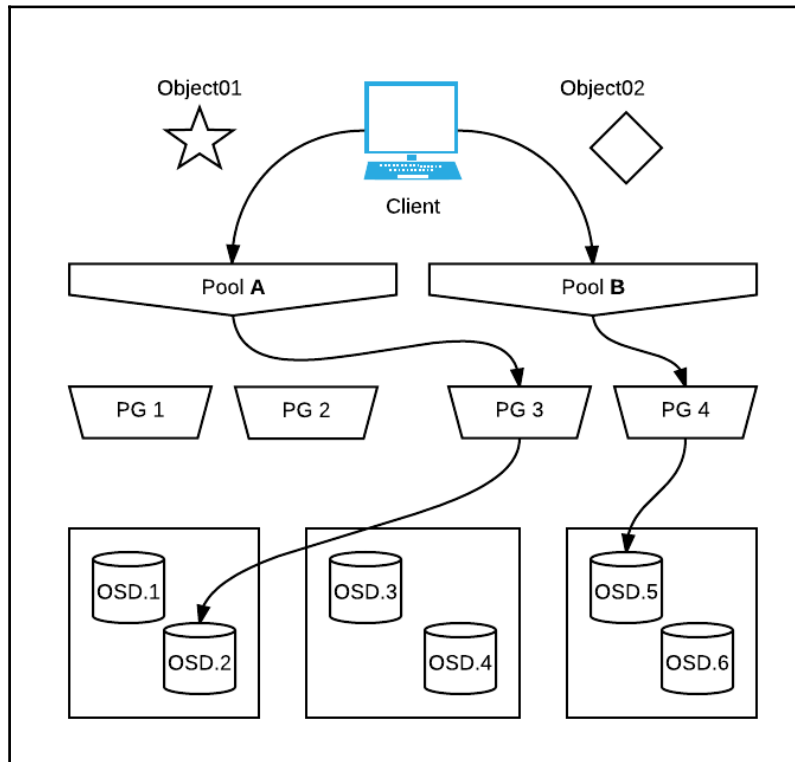 Object01
Object02
Client
Pool A
Pool B
PG 1
PG 2
PG 3
PG 4
OSD.1
OSD.3
OSD.5
OSD.2
OSD.4
OSD.6